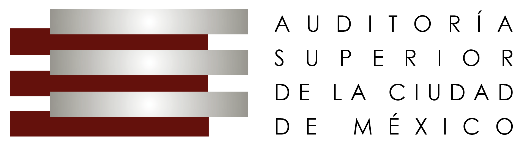 AUDITORÍA
SUPERIOR
DE LA CIUDAD
DE MÉXICO